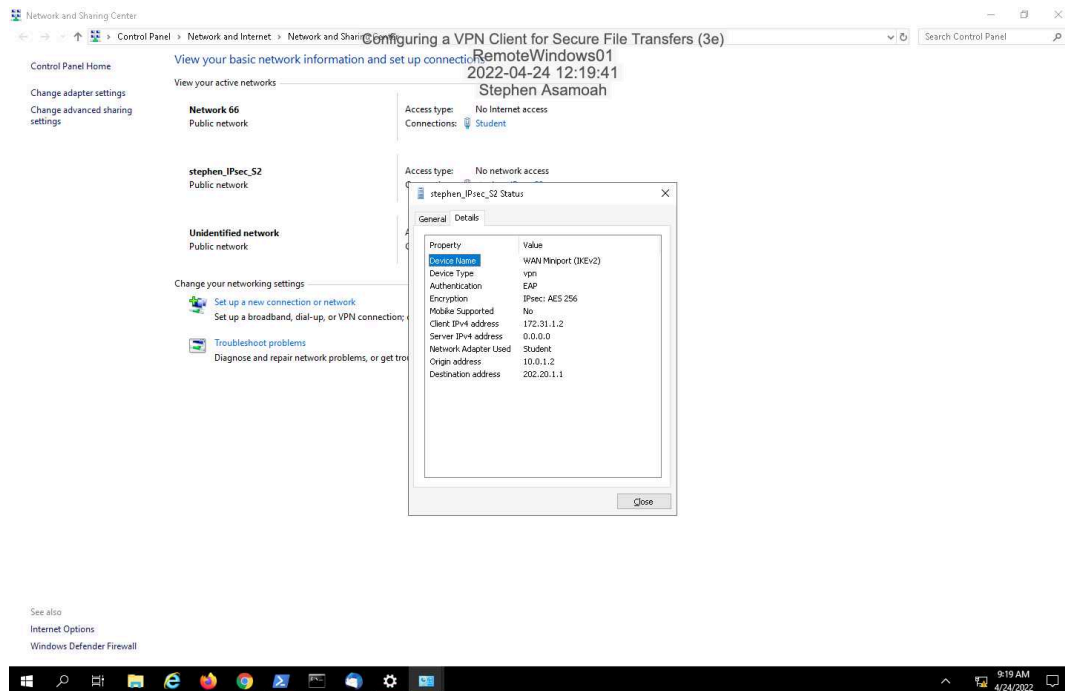 Network and Sharing Center
Control Panel > Network and Internet > Network and Sharing
Search Control Panel
Configuring a VPN Client for Secure File Transfers (3e)
RemoteWindows01
2022-04-24 12:19:41
Stephen Asamoah
Control Panel Home
Change adapter settings
Change advanced sharing
settings
View your basic network information and set up connections
View your active networks
Network 66
Public network
Access type: No Internet access
Connections: Student
stephen_IPsec_S2
Public network
Access type: No network access
Unidentified network
Public network
Change your networking settings
Set up a new connection or network
Set up a broadband, dial-up, or VPN connection;
Troubleshoot problems
Diagnose and repair network problems, or get
stephen_IPsec_S2 Status
General Details
Property Value
Device Name WAN Miniport (IKEv2)
Device Type vpn
Authentication EAP
Encryption IPsec: AES 256
Mobike Supported No
Client IPv4 address 172.31.1.2
Server IPv4 address 0.0.0.0
Network Adapter Used Student
Origin address 10.0.1.2
Destination address 202.20.1.1
Close
See also
Internet Options
Windows Defender Firewall
9:19 AM
4/24/2022